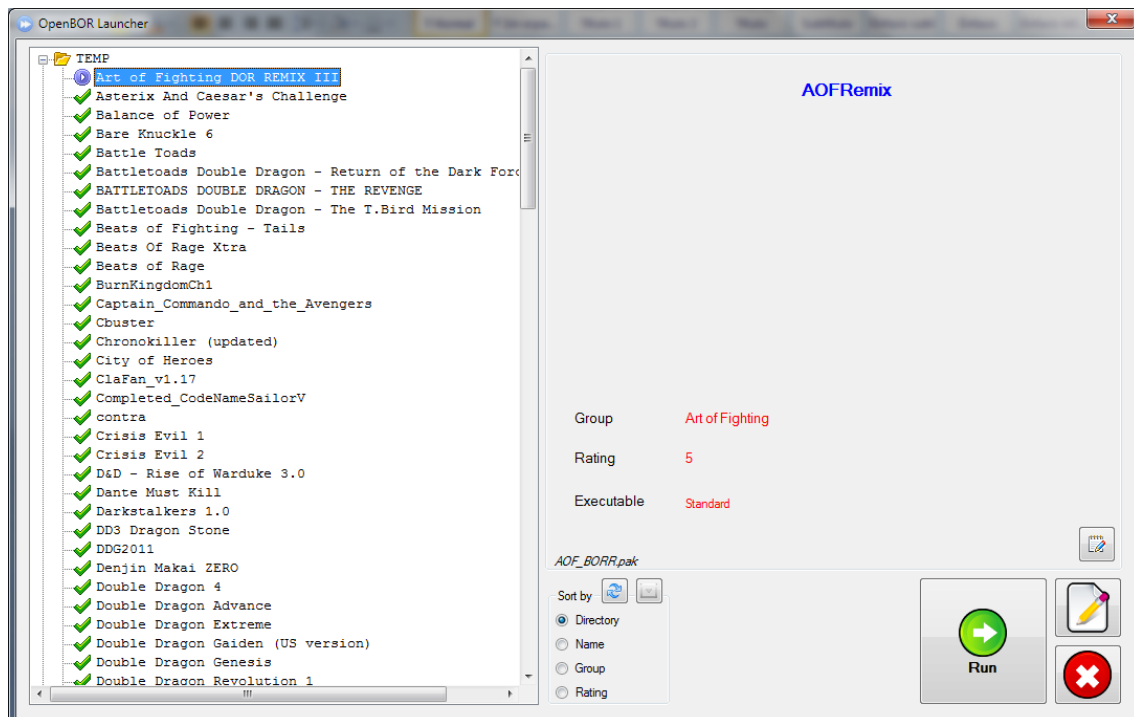 OpenBOR Launcher
TEMP
Art of Fighting DOR REMIX III
Asterix And Caesar's Challenge
Balance of Power
Bare Knuckle 6
Battle Toads
Battletoads Double Dragon - Return of the Dark Forc
BATTLETOADS DOUBLE DRAGON - THE REVENGE
Battletoads Double Dragon - The T.Bird Mission
Beats of Fighting - Tails
Beats Of Rage Xtra
Beats of Rage
BurnKingdomCh1
Captain_Commando_and_the_Avengers
Cbuster
Chronokiller (updated)
City of Heroes
ClaFan_v1.17
Completed_CodeNameSailorV
contra
Crisis Evil 1
Crisis Evil 2
D&D - Rise of Warduke 3.0
Dante Must Kill
Darkstalkers 1.0
DD3 Dragon Stone
DDG2011
Denjin Makai ZERO
Double Dragon 4
Double Dragon Advance
Double Dragon Extreme
Double Dragon Gaiden (US version)
Double Dragon Genesis
Double Dragon Revolution 1
AOFRemix
Group Art of Fighting
Rating 5
Executable Standard
AOF_BORR.pak
Sort by
Directory
Name
Group
Rating
Run